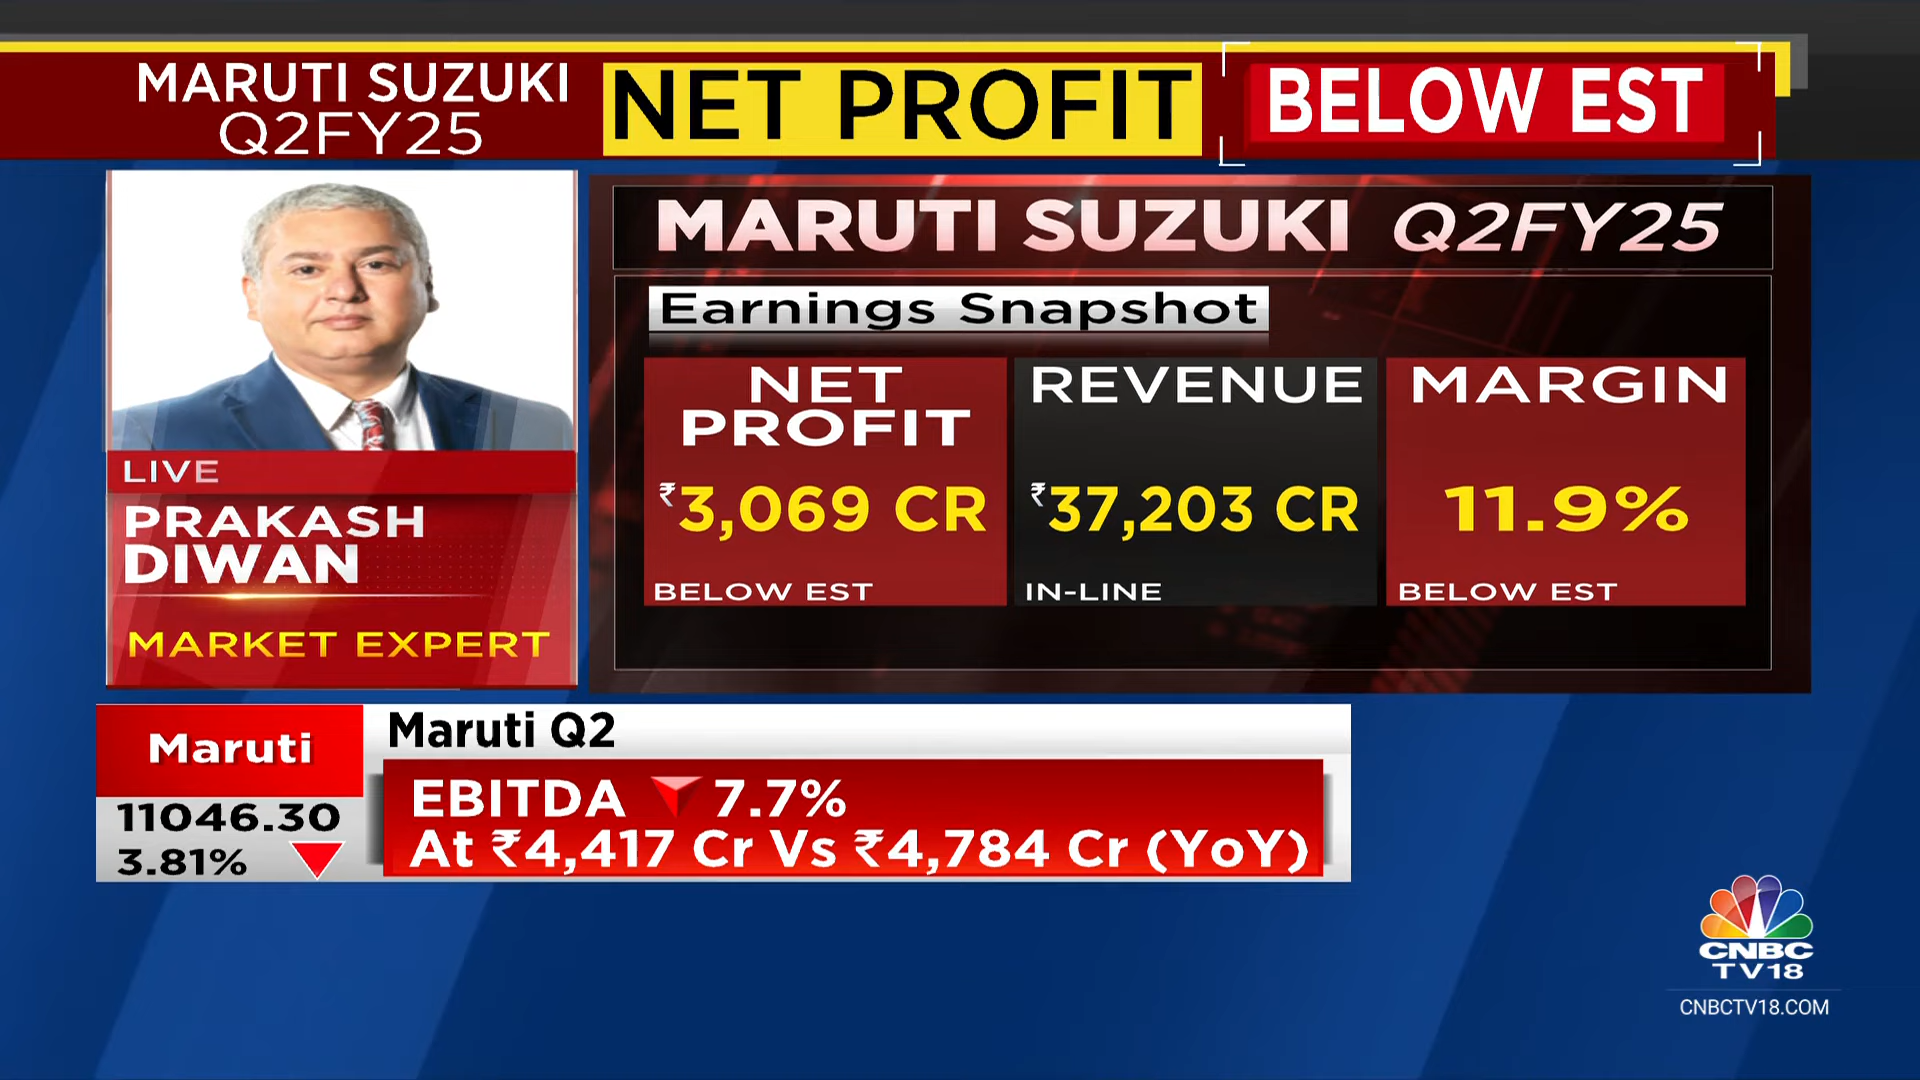 MARUTI SUZUKI
Q2FY25
NET PROFIT
BELOW EST
MARUTI SUZUKI Q2FY25
Earnings Snapshot
NET
PROFIT
₹3,069 CR
BELOW EST
REVENUE
₹37,203 CR
IN-LINE
MARGIN
11.9%
BELOW EST
LIVE
PRAKASH
DIWAN
MARKET EXPERT
Maruti
11046.30
3.81%
Maruti Q2
EBITDA 7.7%
At ₹4,417 Cr Vs ₹4,784 Cr (YoY)
CNBC
TV18
CNBCTV18.COM